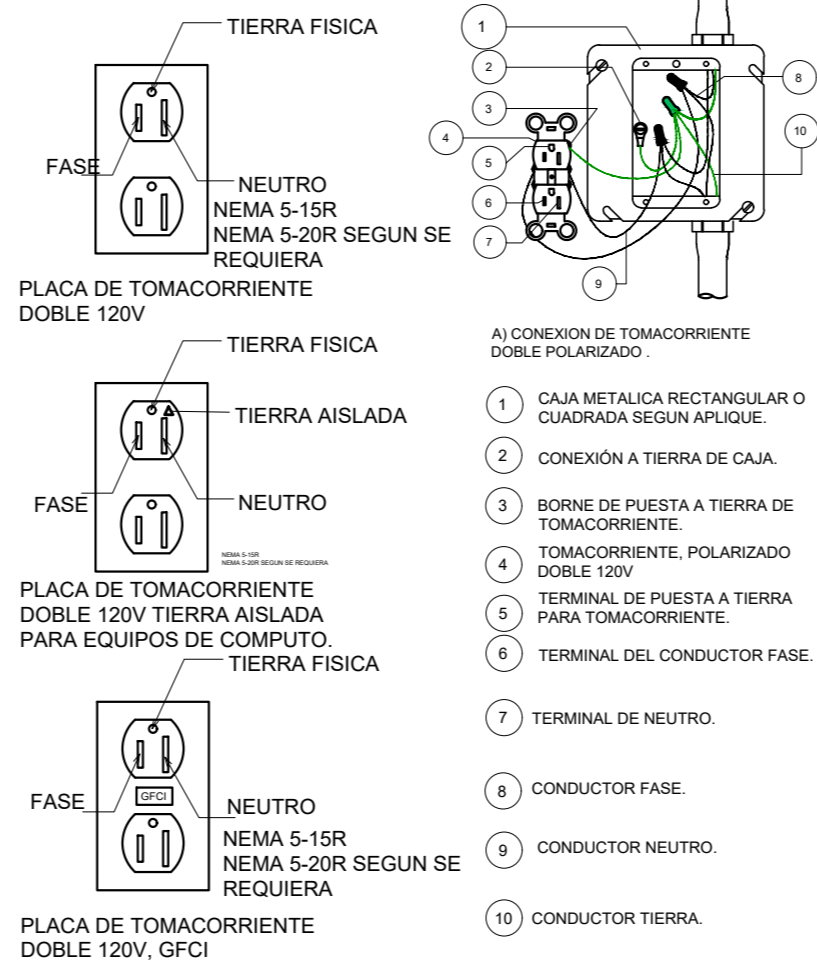 TIERRA FISICA
FASE
NEUTRO
NEMA 5-15R
NEMA 5-20R SEGUN SE
REQUIERA
PLACA DE TOMACORRIENTE
DOBLE 120V
TIERRA FISICA
TIERRA AISLADA
FASE
NEUTRO
NEMA 5-15R
NEMA 5-20R SEGUN SE REQUIERA
PLACA DE TOMACORRIENTE
DOBLE 120V TIERRA AISLADA
PARA EQUIPOS DE COMPUTO.
TIERRA FISICA
FASE
GFCI
NEUTRO
NEMA 5-15R
NEMA 5-20R SEGUN SE
REQUIERA
PLACA DE TOMACORRIENTE
DOBLE 120V, GFCI
1
2
3
4
5
6
7
8
10
9
A) CONEXION DE TOMACORRIENTE
DOBLE POLARIZADO .
1 CAJA METALICA RECTANGULAR O
CUADRADA SEGUN APLIQUE.
2 CONEXIÓN A TIERRA DE CAJA.
3 BORNE DE PUESTA A TIERRA DE
TOMACORRIENTE.
4 TOMACORRIENTE, POLARIZADO
DOBLE 120V
5 TERMINAL DE PUESTA A TIERRA
PARA TOMACORRIENTE.
6 TERMINAL DEL CONDUCTOR FASE.
7 TERMINAL DE NEUTRO.
8 CONDUCTOR FASE.
9 CONDUCTOR NEUTRO.
10 CONDUCTOR TIERRA.